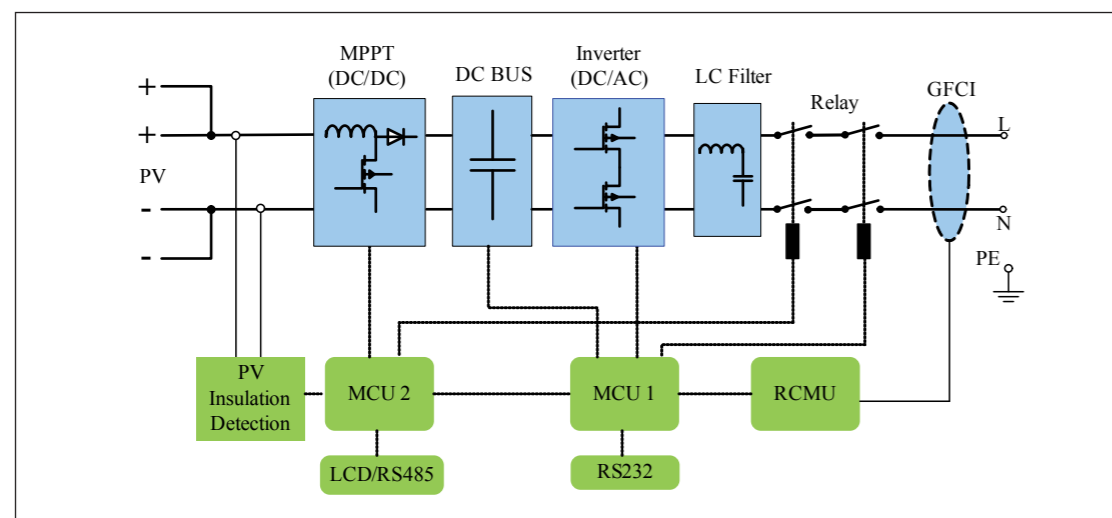 MPPT
(DC/DC)
DC BUS
Inverter
(DC/AC)
LC Filter
Relay
GFCI
+
+
PV
-
-
L
N
PE
PV
Insulation
Detection
MCU 2
MCU 1
RCMU
LCD/RS485
RS232